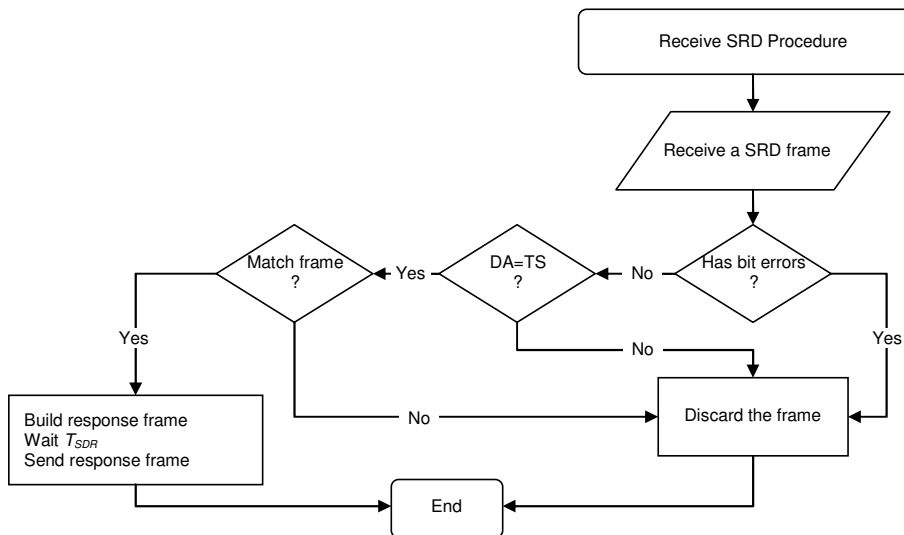 Receive SRD Procedure
Receive a SRD frame
Has bit errors
?
No
Yes
DA=TS
?
Yes
No
Match frame
?
Yes
No
Discard the frame
Build response frame
Wait TSDR
Send response frame
End